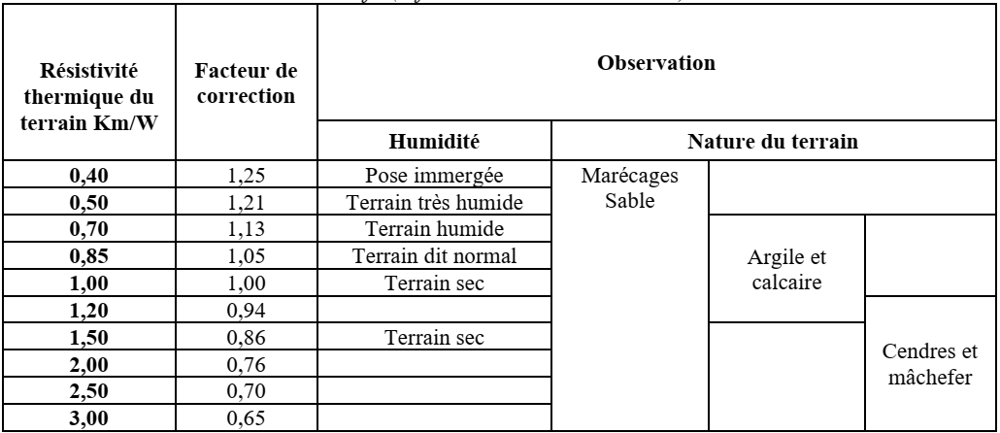 Résistivité
thermique du
terrain Km/W
Facteur de
correction
Observation
Humidité
Nature du terrain
0,40 1,25 Pose immergée Marécages
0,50 1,21 Terrain très humide Sable
0,70 1,13 Terrain humide
0,85 1,05 Terrain dit normal Argile et
1,00 1,00 Terrain sec calcaire
1,20 0,94
1,50 0,86 Terrain sec Cendres et
2,00 0,76 mâchefer
2,50 0,70
3,00 0,65